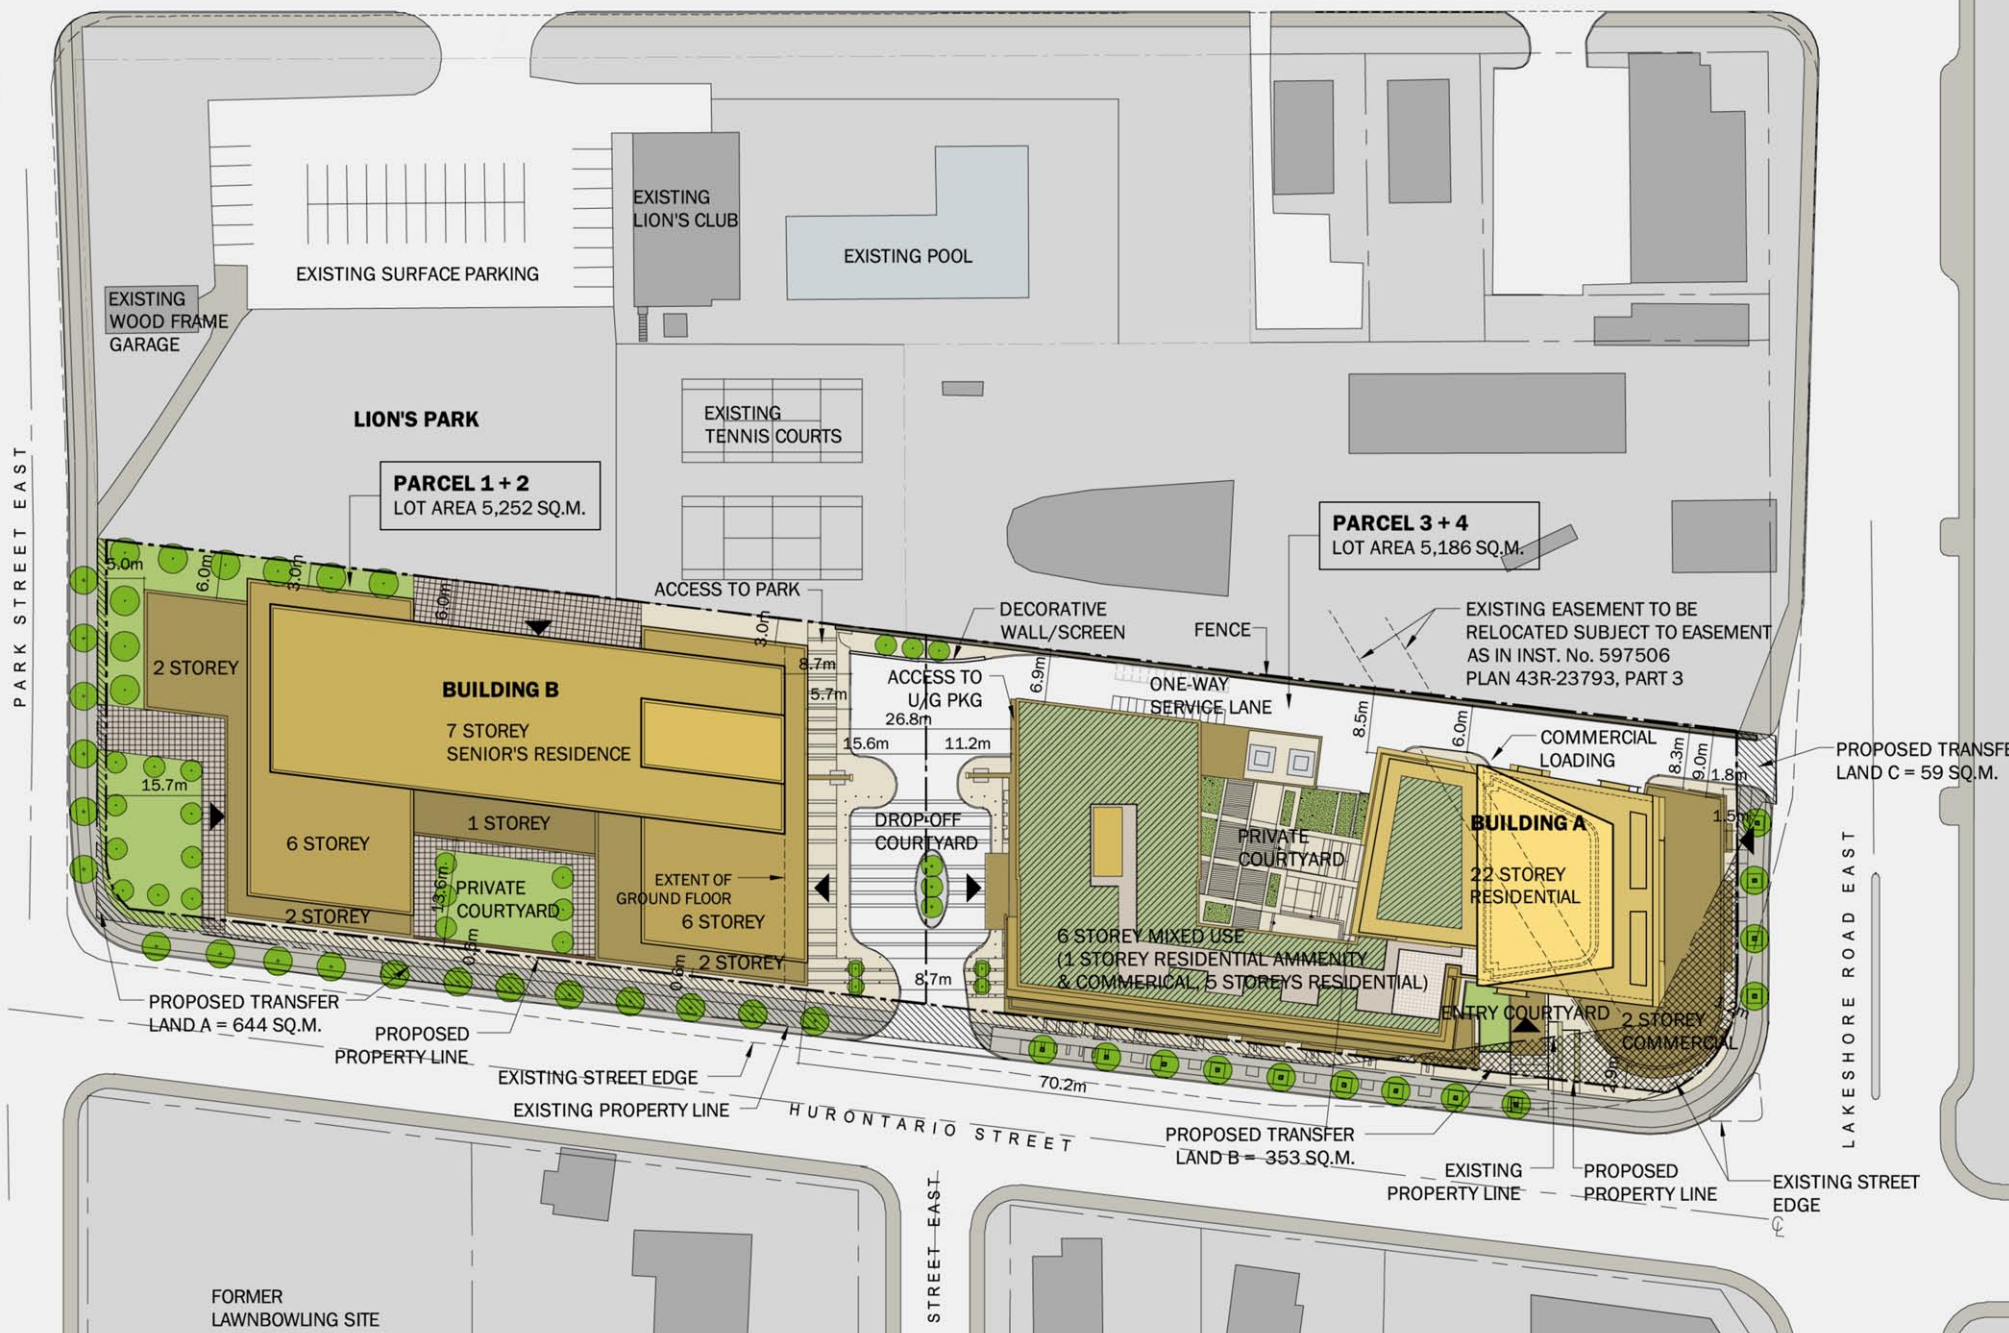 EXISTING
LION'S CLUB
EXISTING POOL
EXISTING SURFACE PARKING
EXISTING
WOOD FRAME
GARAGE
LION'S PARK
EXISTING
TENNIS COURTS
PARCEL 1 + 2
LOT AREA 5,252 SQ.M.
PARCEL 3 + 4
LOT AREA 5,186 SQ.M.
PARK STREET EAST
ACCESS TO PARK
DECORATIVE
WALL/SCREEN
FENCE
EXISTING EASEMENT TO BE
RELOCATED SUBJECT TO EASEMENT
AS IN INST. No. 597506
PLAN 43R-23793, PART 3
5.0m
6.0m
3.0m
6.0m
3.0m
8.7m
5.7m
2 STOREY
BUILDING B
7 STOREY
SENIOR'S RESIDENCE
ACCESS TO
U/G PKG
6.9m
ONE-WAY
SERVICE LANE
26.8m
15.6m
11.2m
8.5m
6.0m
COMMERCIAL
LOADING
8.3m
9.0m
1.8m
PROPOSED TRANSFE
LAND C = 59 SQ.M.
15.7m
1.5m
6 STOREY
1 STOREY
DROP-OFF
COURTYARD
PRIVATE
COURTYARD
BUILDING A
22 STOREY
RESIDENTIAL
13.6m
PRIVATE
COURTYARD
EXTENT OF
GROUND FLOOR
6 STOREY
2 STOREY
0.6m
0.6m
2 STOREY
8.7m
6 STOREY MIXED USE
(1 STOREY RESIDENTIAL AMMENITY
& COMMERICAL, 5 STOREYS RESIDENTIAL)
ENTRY COURTYARD
2 STOREY
COMMERCIAL
2.9m
LAKESHORE ROAD EAST
PROPOSED TRANSFER
LAND A = 644 SQ.M.
PROPOSED
PROPERTY LINE
EXISTING STREET EDGE
EXISTING PROPERTY LINE
70.2m
HURONTARIO STREET
PROPOSED TRANSFER
LAND B = 353 SQ.M.
EXISTING
PROPERTY LINE
PROPOSED
PROPERTY LINE
EXISTING STREET
EDGE
STREET EAST
FORMER
LAWNBOWLING SITE